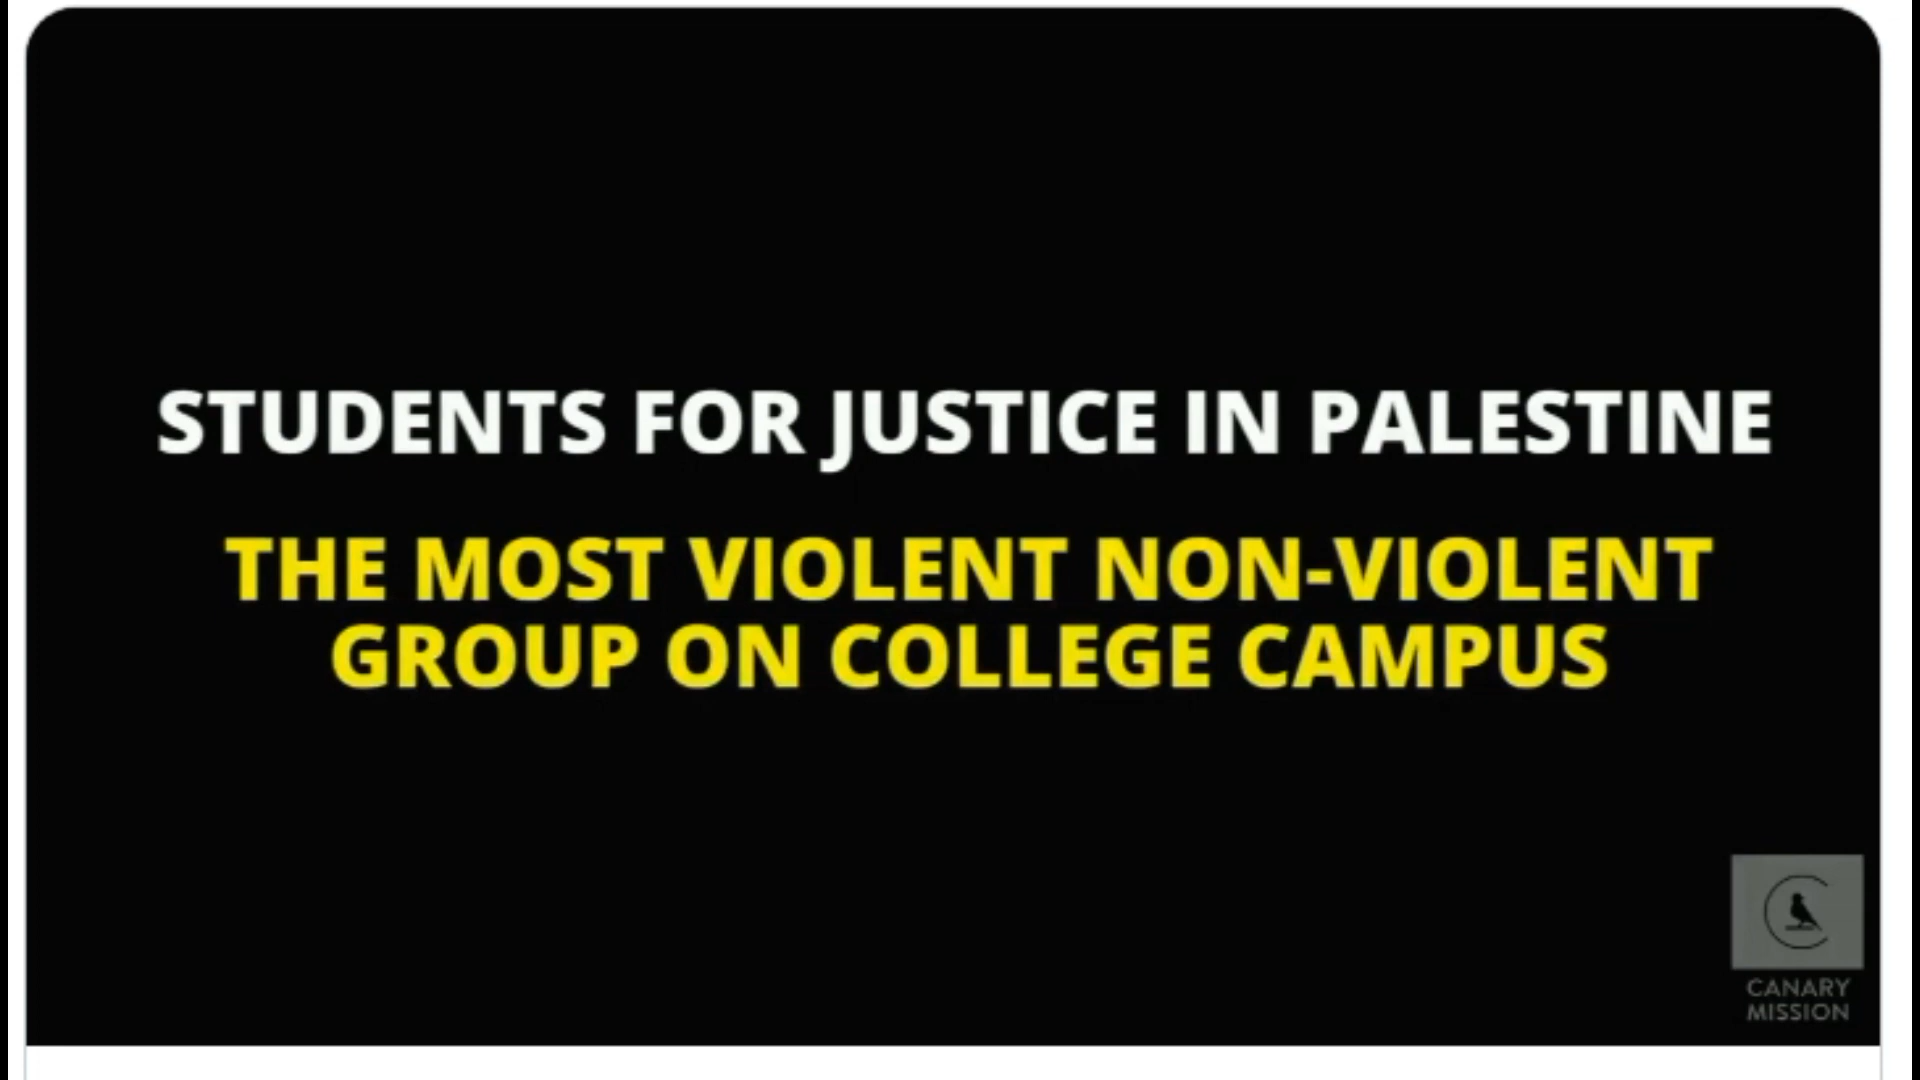 STUDENTS FOR JUSTICE IN PALESTINE
THE MOST VIOLENT NON-VIOLENT
GROUP ON COLLEGE CAMPUS
CANARY
MISSION